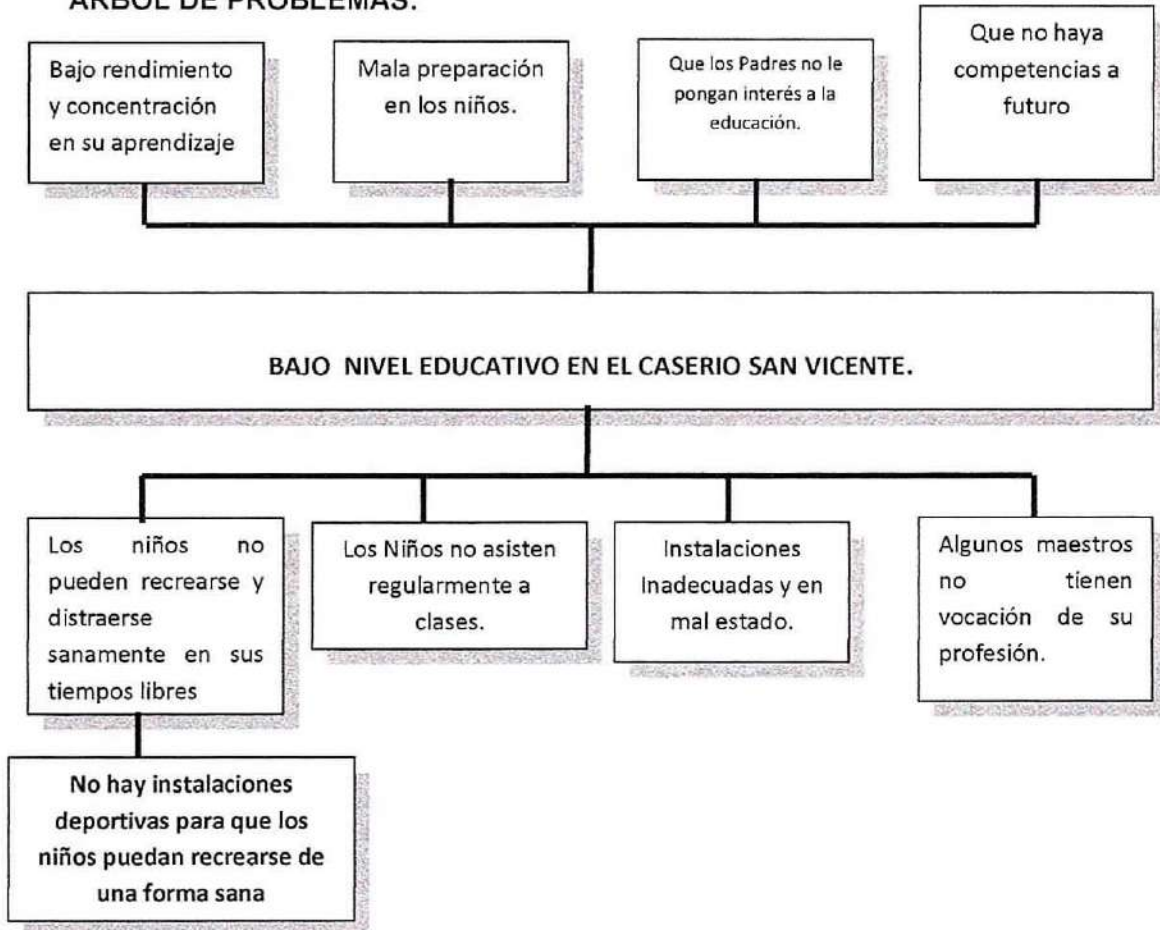 ÁRBOL DE PROBLEMAS:
Bajo rendimiento
y concentración
en su aprendizaje
Mala preparación
en los niños.
Que los Padres no le
pongan interés a la
educación.
Que no haya
competencias a
futuro
BAJO NIVEL EDUCATIVO EN EL CASERIO SAN VICENTE.
Los niños no
pueden recrearse y
distraerse
sanamente en sus
tiempos libres
Los Niños no asisten
regularmente a
clases.
Instalaciones
Inadecuadas y en
mal estado.
Algunos maestros
no tienen
vocación de su
profesión.
No hay instalaciones
deportivas para que los
niños puedan recrearse de
una forma sana